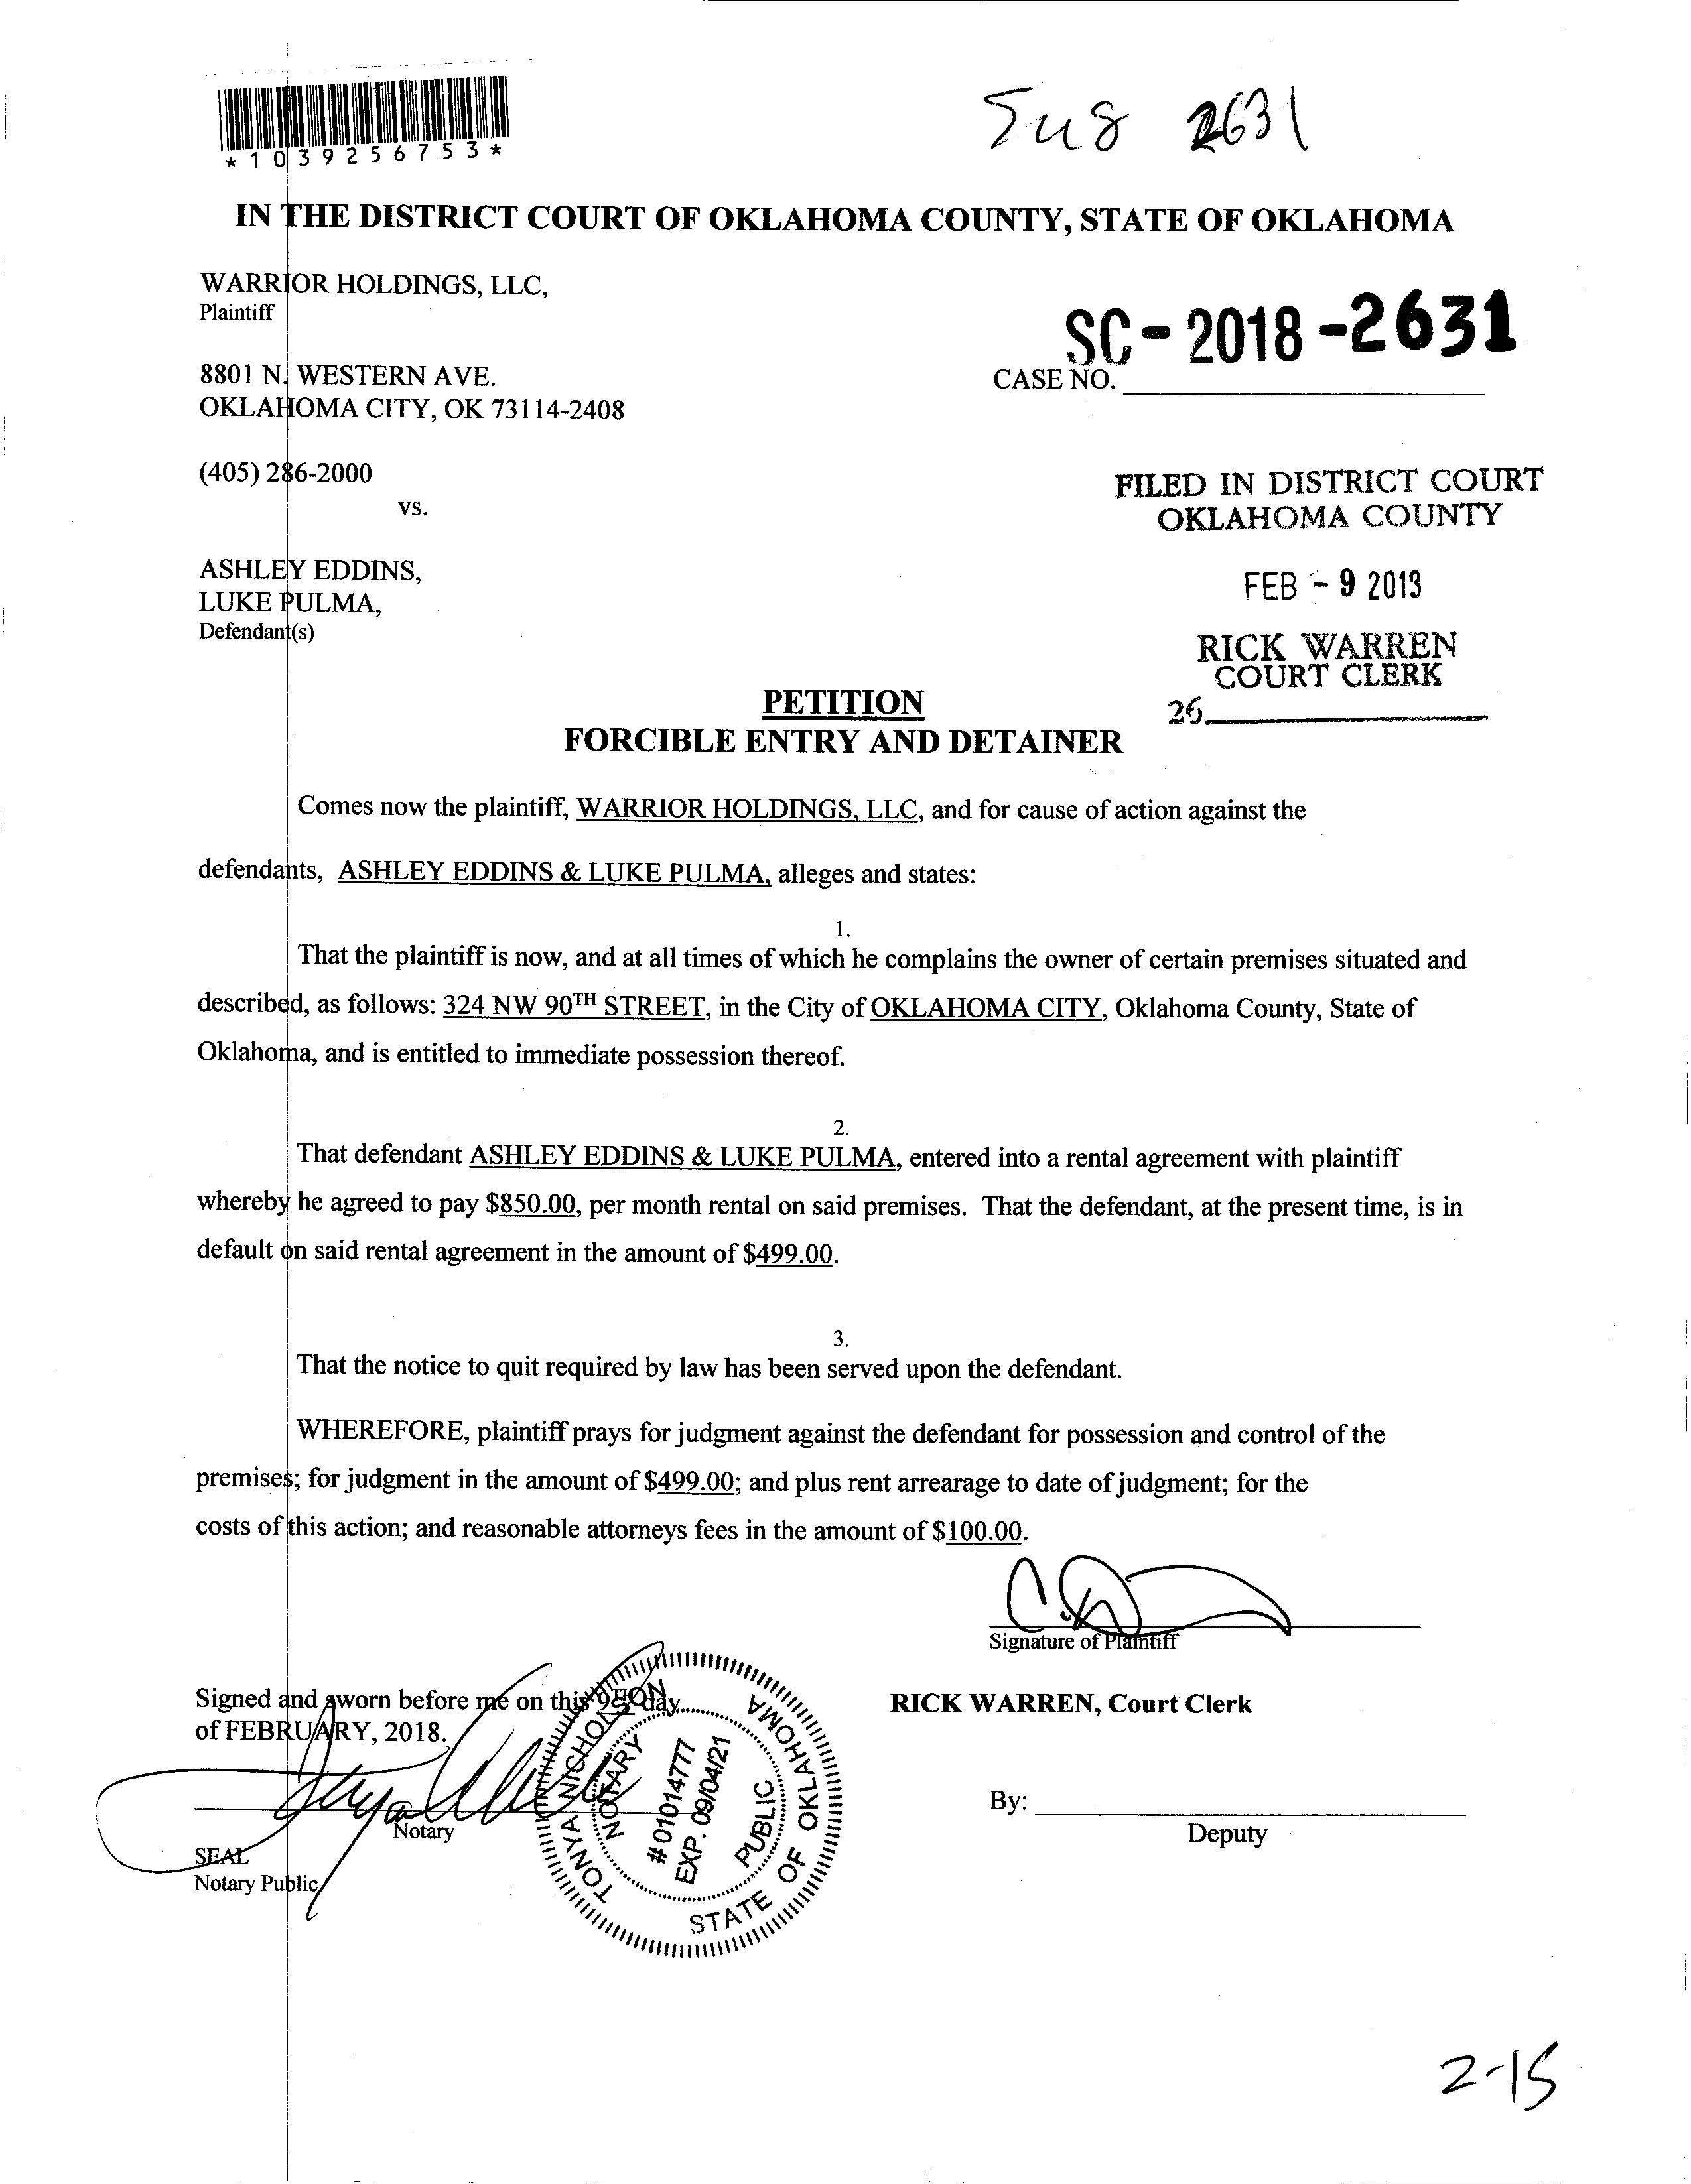 *1039256753*
2631
IN THE DISTRICT COURT OF OKLAHOMA COUNTY, STATE OF OKLAHOMA
WARRIOR HOLDINGS, LLC,
Plaintiff
SC-2018-2631
8801 N. WESTERN AVE.
CASE NO.
OKLAHOMA CITY, OK 73114-2408
(405) 286-2000
FILED IN DISTRICT COURT
OKLAHOMA COUNTY
vs.
ASHLEY EDDINS,
LUKE PULMA,
Defendant(s)
FEB - 9 2018
RICK WARREN
COURT CLERK
26
PETITION
FORCIBLE ENTRY AND DETAINER
Comes now the plaintiff, WARRIOR HOLDINGS, LLC, and for cause of action against the
defendants, ASHLEY EDDINS & LUKE PULMA, alleges and states:
1.
That the plaintiff is now, and at all times of which he complains the owner of certain premises situated and
described, as follows: 324 NW 90TH STREET, in the City of OKLAHOMA CITY, Oklahoma County, State of
Oklahoma, and is entitled to immediate possession thereof.
2.
That defendant ASHLEY EDDINS & LUKE PULMA, entered into a rental agreement with plaintiff
whereby he agreed to pay $850.00, per month rental on said premises. That the defendant, at the present time, is in
default on said rental agreement in the amount of $499.00.
3.
That the notice to quit required by law has been served upon the defendant.
WHEREFORE, plaintiff prays for judgment against the defendant for possession and control of the
premises; for judgment in the amount of $499.00; and plus rent arrearage to date of judgment; for the
costs of this action; and reasonable attorneys fees in the amount of $100.00.
Signature of Plaintiff
Signed and sworn before me on this 9TH day
of FEBRUARY, 2018.
RICK WARREN, Court Clerk
Notary
SEAL
Notary Public
TONYA NICHOLSON
NOTARY PUBLIC
# 01014777
EXP. 09/04/21
STATE OF OKLAHOMA
By:
Deputy
2-15